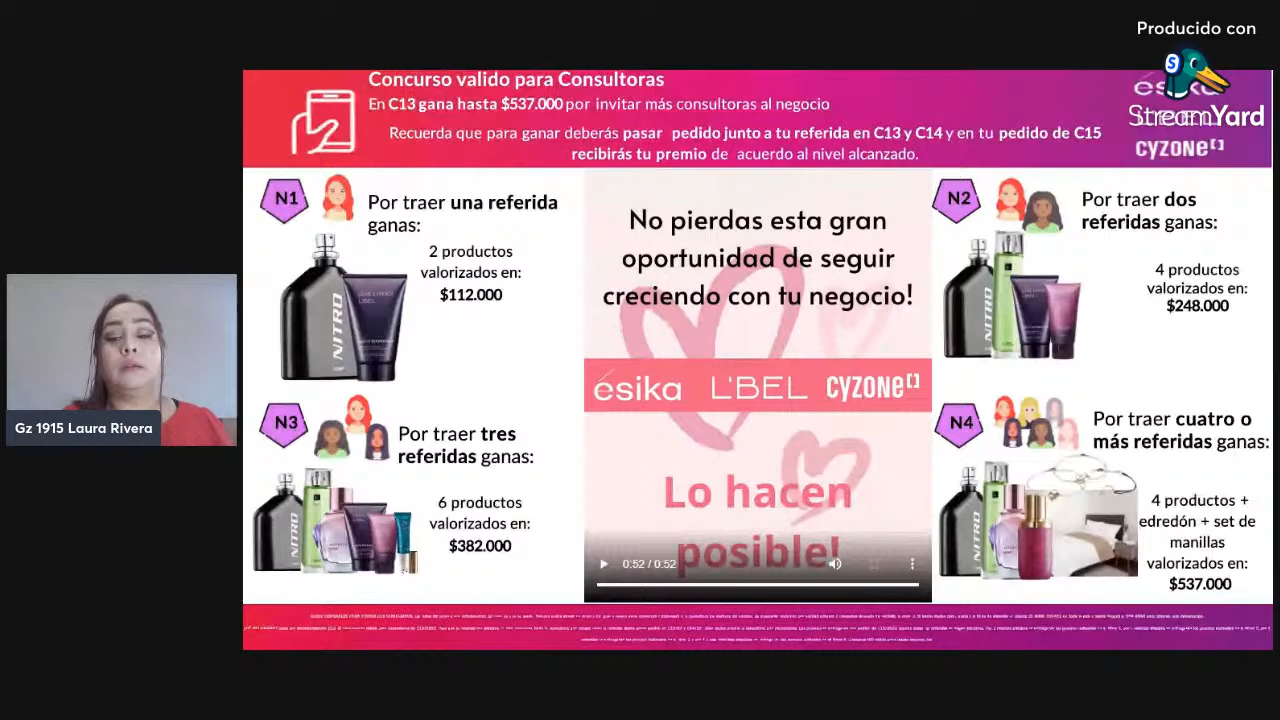 Producido con
StreamYard
Concurso valido para Consultoras
En C13 gana hasta $537.000 por invitar más consultoras al negocio
Recuerda que para ganar deberás pasar pedido junto a tu referida en C13 y C14 y en tu pedido de C15
recibirás tu premio de acuerdo al nivel alcanzado.
ésika
CYZONE
N1
Por traer una referida
ganas:
2 productos
valorizados en:
$112.000
NITRO
No pierdas esta gran
oportunidad de seguir
creciendo con tu negocio!
ésika L'BEL CYZONE
Lo hacen
posible!
0:52 / 0:52
N2
Por traer dos
referidas ganas:
4 productos
valorizados en:
$248.000
NITRO
Gz 1915 Laura Rivera
N3
Por traer tres
referidas ganas:
6 productos
valorizados en:
$382.000
NITRO
N4
Por traer cuatro o
más referidas ganas:
4 productos +
edredón + set de
manillas
valorizados en:
$537.000
NITRO